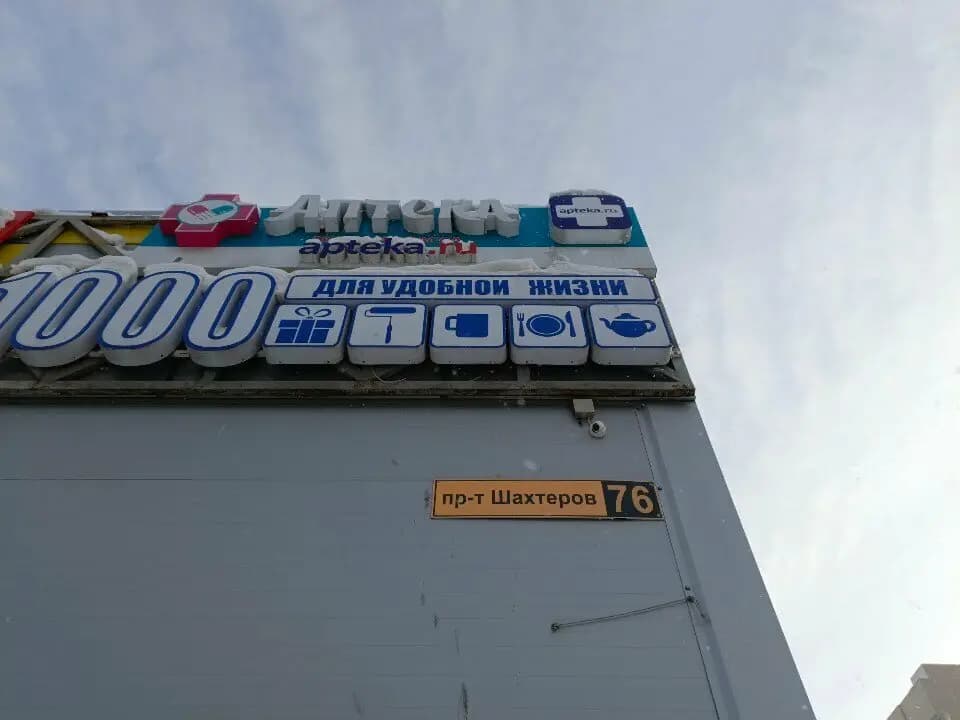 Аптека
apteka.ru
apteka.ru
1000 ДЛЯ УДОБНОЙ ЖИЗНИ
пр-т Шахтеров 76